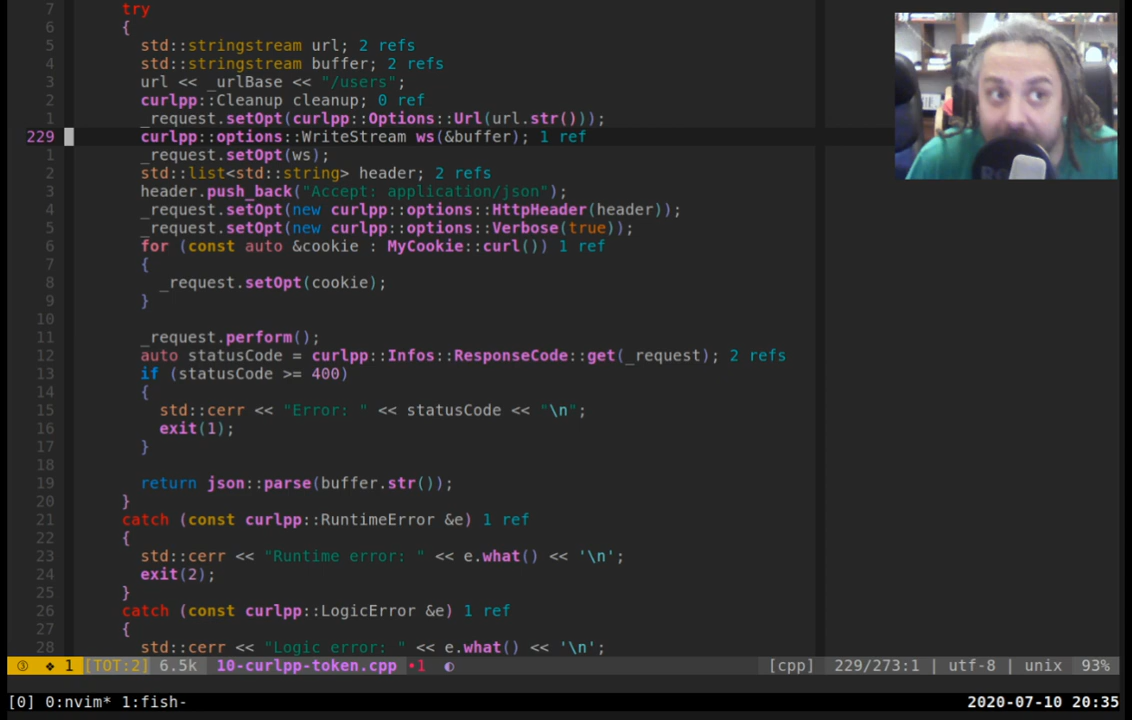 7 try
6 {
5 std::stringstream url; 2 refs
4 std::stringstream buffer; 2 refs
3 url << _urlBase << "/users";
2 curlpp::Cleanup cleanup; 0 ref
1 _request.setOpt(curlpp::Options::Url(url.str()));
229 curlpp::options::WriteStream ws(&buffer); 1 ref
1 _request.setOpt(ws);
2 std::list<std::string> header; 2 refs
3 header.push_back("Accept: application/json");
4 _request.setOpt(new curlpp::options::HttpHeader(header));
5 _request.setOpt(new curlpp::options::Verbose(true));
6 for (const auto &cookie : MyCookie::curl()) 1 ref
7 {
8 _request.setOpt(cookie);
9 }
10
11 _request.perform();
12 auto statusCode = curlpp::Infos::ResponseCode::get(_request); 2 refs
13 if (statusCode >= 400)
14 {
15 std::cerr << "Error: " << statusCode << "\n";
16 exit(1);
17 }
18
19 return json::parse(buffer.str());
20 }
21 catch (const curlpp::RuntimeError &e) 1 ref
22 {
23 std::cerr << "Runtime error: " << e.what() << '\n';
24 exit(2);
25 }
26 catch (const curlpp::LogicError &e) 1 ref
27 {
28 std::cerr << "Logic error: " << e.what() << '\n';
③ ❖ 1 [TOT:2] 6.5k 10-curlpp-token.cpp •1 ◐ [cpp] 229/273:1 | utf-8 | unix 93%
[0] 0:nvim* 1:fish- 2020-07-10 20:35